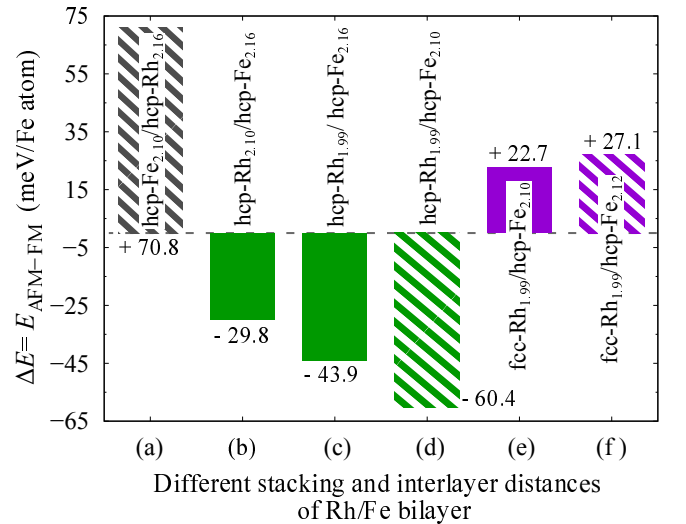 ΔE= E_AFM−FM (meV/Fe atom)
75
55
35
15
−5
−25
−45
−65
hcp-Fe2.10/hcp-Rh2.16
hcp-Rh2.10/hcp-Fe2.16
hcp-Rh1.99/ hcp-Fe2.16
hcp-Rh1.99/hcp-Fe2.10
fcc-Rh1.99/hcp-Fe2.10
fcc-Rh1.99/hcp-Fe2.12
+ 70.8
- 29.8
- 43.9
- 60.4
+ 22.7
+ 27.1
(a) (b) (c) (d) (e) (f )
Different stacking and interlayer distances
of Rh/Fe bilayer